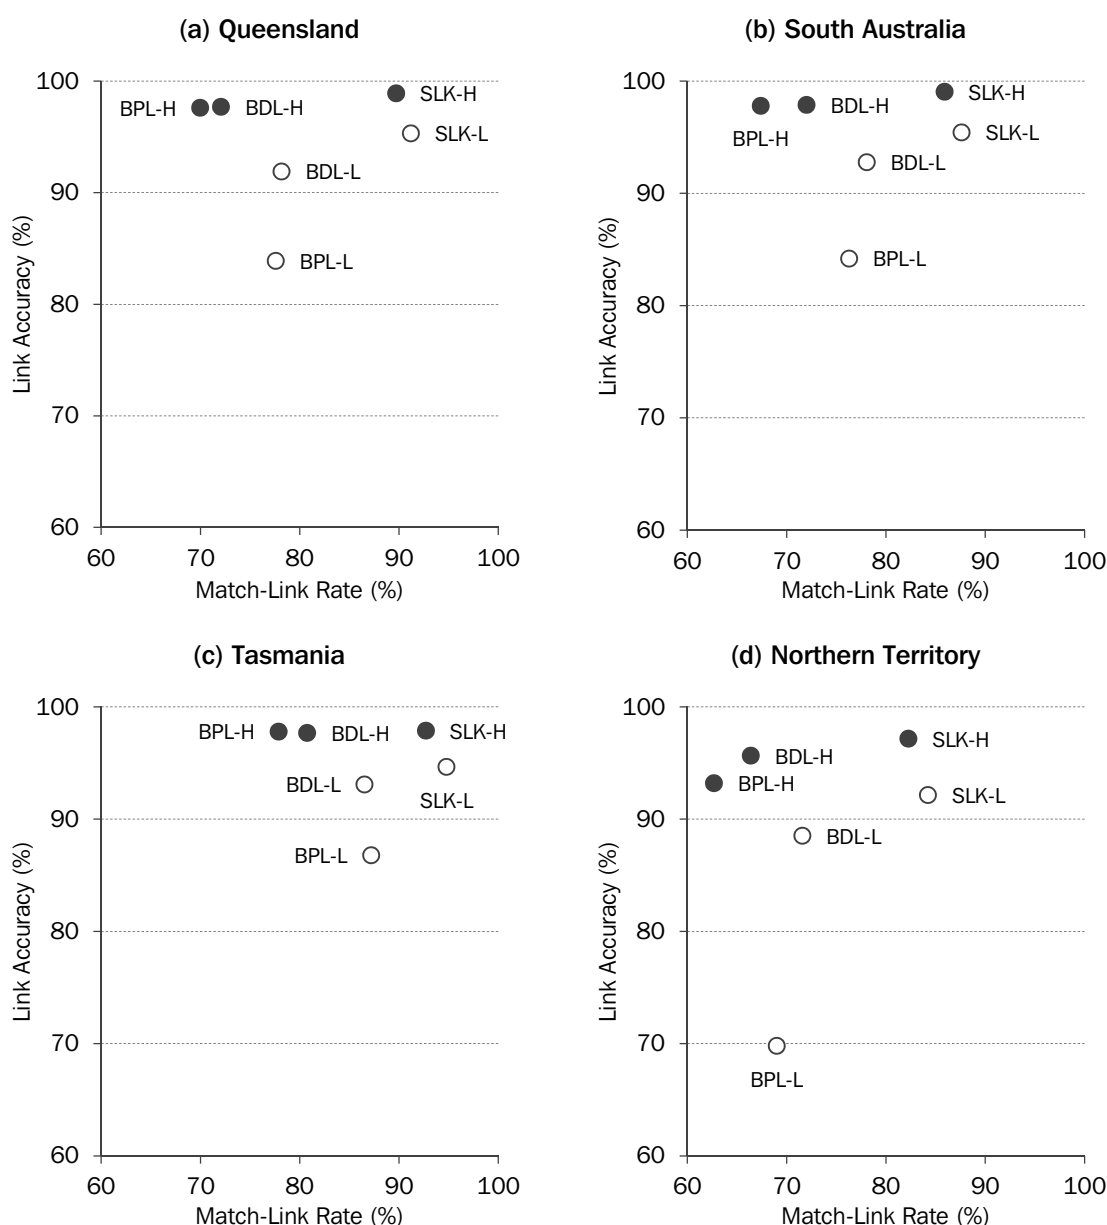 (a) Queensland
100
90
80
70
60
60 70 80 90 100
Link Accuracy (%)
Match-Link Rate (%)
BPL-H
BDL-H
SLK-H
SLK-L
BDL-L
BPL-L
(b) South Australia
100
90
80
70
60
60 70 80 90 100
Link Accuracy (%)
Match-Link Rate (%)
BPL-H
BDL-H
SLK-H
SLK-L
BDL-L
BPL-L
(c) Tasmania
100
90
80
70
60
60 70 80 90 100
Link Accuracy (%)
Match-Link Rate (%)
BPL-H
BDL-H
SLK-H
BDL-L
SLK-L
BPL-L
(d) Northern Territory
100
90
80
70
60
60 70 80 90 100
Link Accuracy (%)
Match-Link Rate (%)
SLK-H
BDL-H
BPL-H
SLK-L
BDL-L
BPL-L